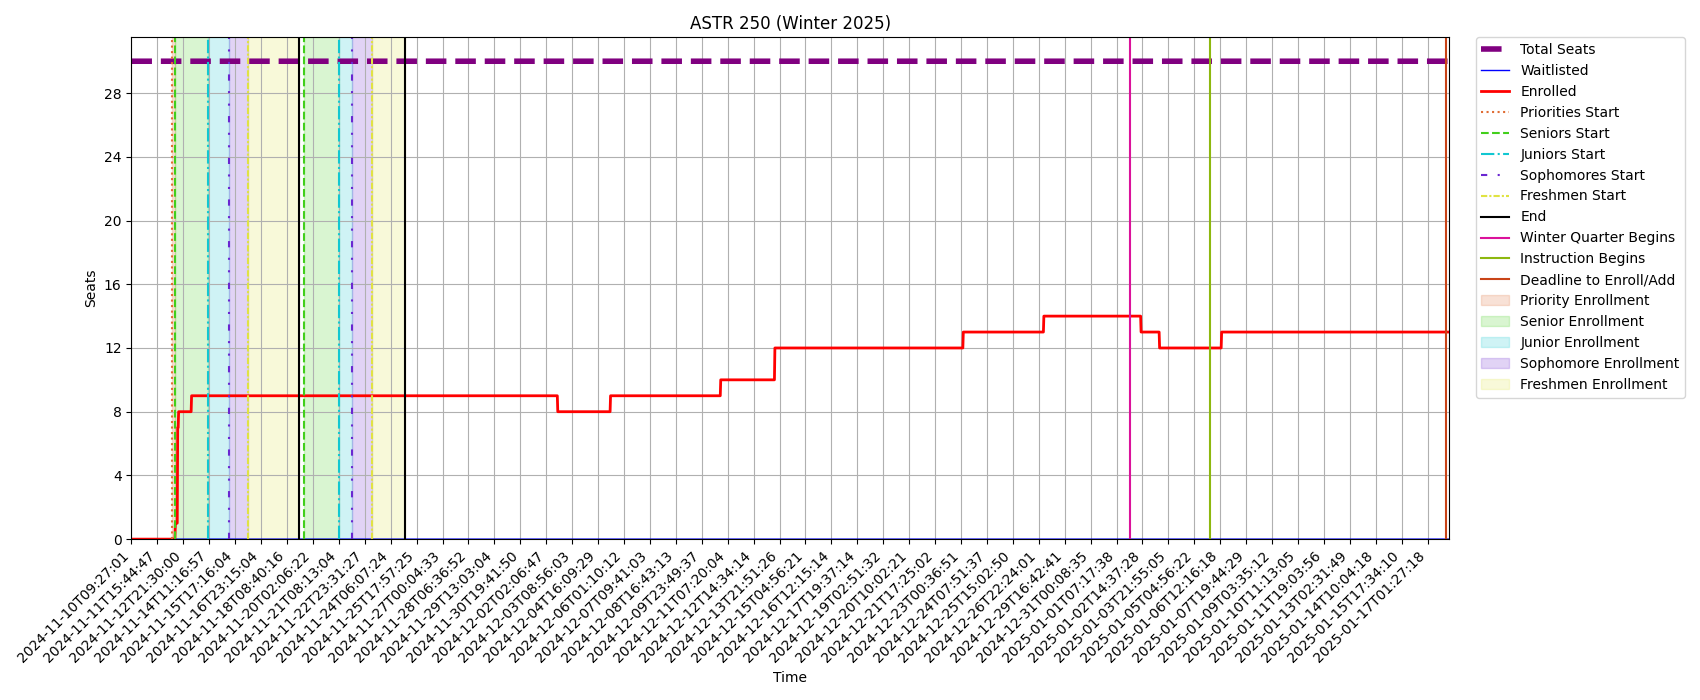 ASTR 250 (Winter 2025)
Seats
28
24
20
16
12
8
4
0
2024-11-10T09:27:01
2024-11-11T15:44:47
2024-11-12T21:30:00
2024-11-14T11:16:57
2024-11-15T17:16:04
2024-11-16T23:15:04
2024-11-18T08:40:16
2024-11-20T02:06:22
2024-11-21T08:13:04
2024-11-22T23:31:27
2024-11-24T06:07:24
2024-11-25T17:57:25
2024-11-27T00:04:33
2024-11-28T06:36:52
2024-11-29T13:03:04
2024-11-30T19:41:50
2024-12-02T02:06:47
2024-12-03T08:56:03
2024-12-04T16:09:29
2024-12-06T01:10:12
2024-12-07T09:41:03
2024-12-08T16:43:13
2024-12-09T23:49:37
2024-12-11T07:20:04
2024-12-12T14:34:14
2024-12-13T21:51:26
2024-12-15T04:56:21
2024-12-16T12:15:14
2024-12-17T19:37:14
2024-12-19T02:51:32
2024-12-20T10:02:21
2024-12-21T17:25:02
2024-12-23T00:36:51
2024-12-24T07:51:37
2024-12-25T15:02:50
2024-12-26T22:24:01
2024-12-29T16:42:41
2024-12-31T00:08:35
2025-01-01T07:17:38
2025-01-02T14:37:28
2025-01-03T21:55:05
2025-01-05T04:56:22
2025-01-06T12:16:18
2025-01-07T19:44:29
2025-01-09T03:35:12
2025-01-10T11:13:05
2025-01-11T19:03:56
2025-01-13T02:31:49
2025-01-14T10:04:18
2025-01-15T17:34:10
2025-01-17T01:27:18
Time
Total Seats
Waitlisted
Enrolled
Priorities Start
Seniors Start
Juniors Start
Sophomores Start
Freshmen Start
End
Winter Quarter Begins
Instruction Begins
Deadline to Enroll/Add
Priority Enrollment
Senior Enrollment
Junior Enrollment
Sophomore Enrollment
Freshmen Enrollment